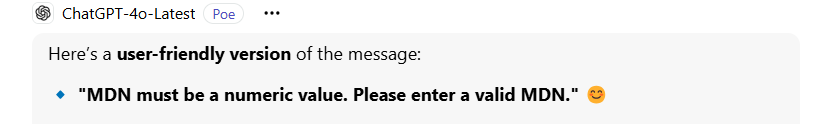 ChatGPT-4o-Latest Poe ...
Here's a user-friendly version of the message:
"MDN must be a numeric value. Please enter a valid MDN." 😊